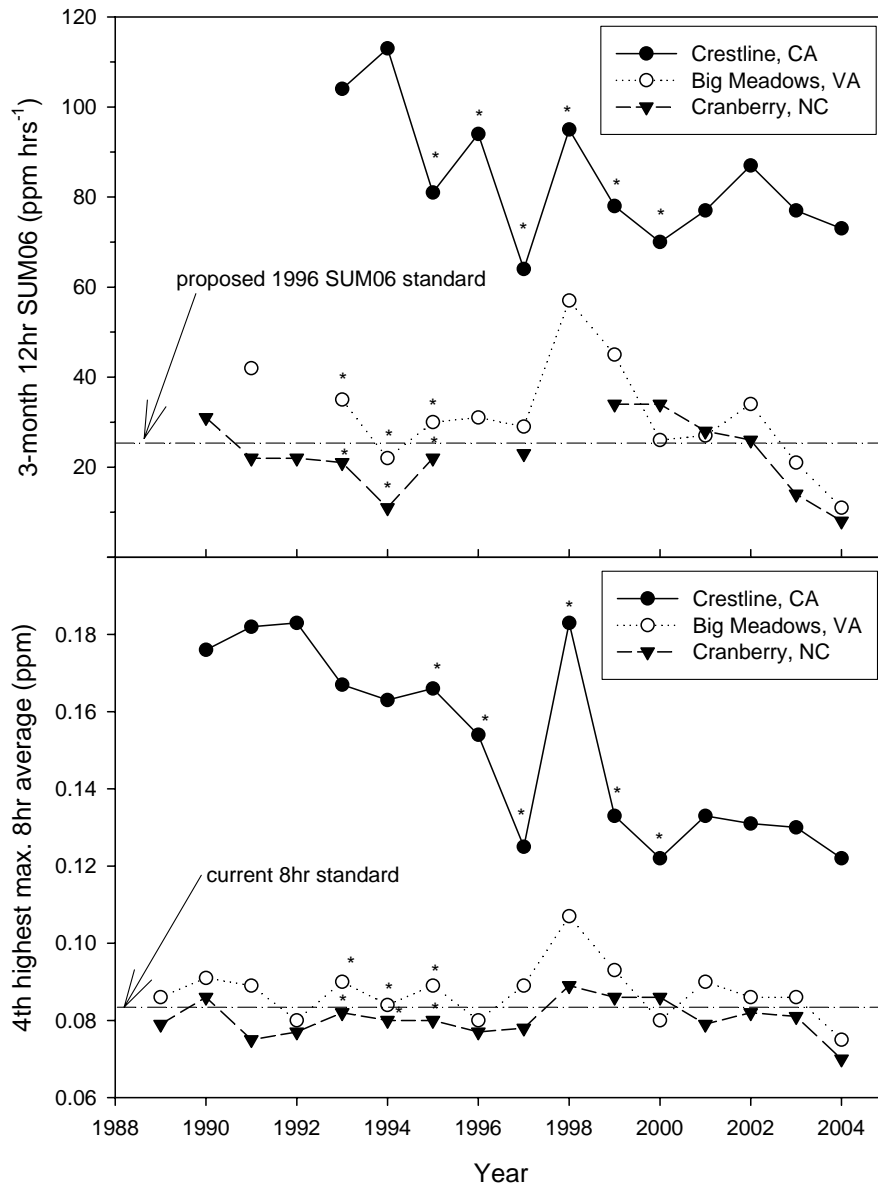 120
100
80
60
40
20
3-month 12hr SUM06 (ppm hrs⁻¹)
Crestline, CA
Big Meadows, VA
Cranberry, NC
proposed 1996 SUM06 standard
* * * * * * *
* * *
* * *
0.18
0.16
0.14
0.12
0.10
0.08
0.06
4th highest max. 8hr average (ppm)
Crestline, CA
Big Meadows, VA
Cranberry, NC
current 8hr standard
* * * * * *
* * *
* * *
1988 1990 1992 1994 1996 1998 2000 2002 2004
Year